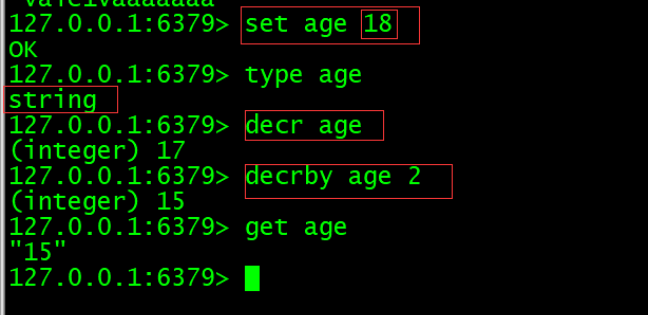 127.0.0.1:6379> set age 18
OK
127.0.0.1:6379> type age
string
127.0.0.1:6379> decr age
(integer) 17
127.0.0.1:6379> decrby age 2
(integer) 15
127.0.0.1:6379> get age
"15"
127.0.0.1:6379>